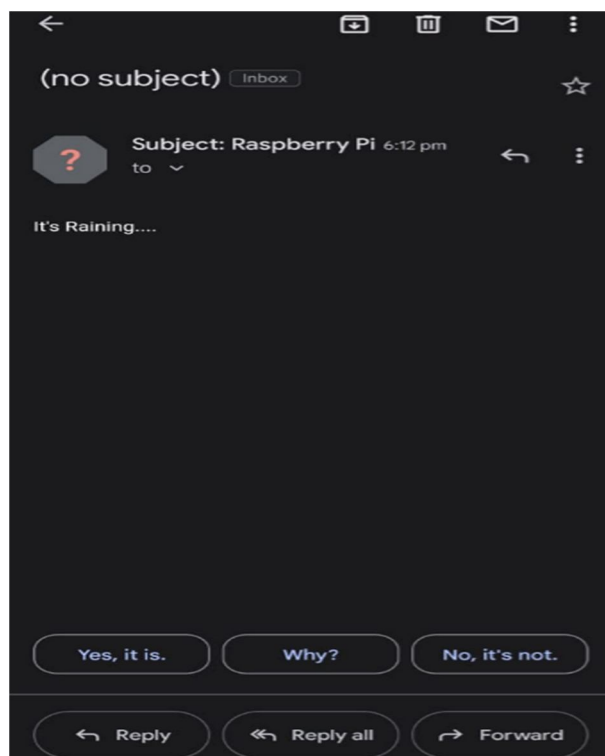 (no subject) Inbox
?
Subject: Raspberry Pi 6:12 pm
to
It's Raining....
Yes, it is. Why? No, it's not.
Reply Reply all Forward